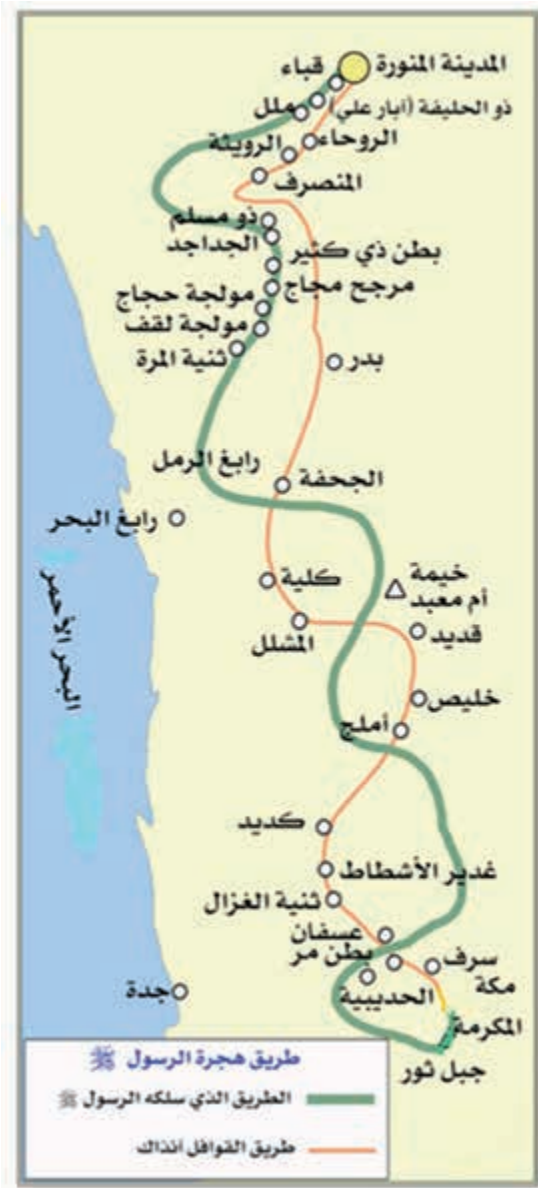 المدينة المنورة
قباء
ذو الحليفة (آبار علي)
ملل
الروحاء
الرويثة
المنصرف
ذو مسلم
الجداجد
بطن ذي كثير
مرجح مجاج
مولجة حجاج
مولجة لقف
ثنية المرة
بدر
رابغ الرمل
الجحفة
رابغ البحر
كلية
خيمة
أم معبد
المشلل
قديد
البحر الأحمر
خليص
أملج
كديد
غدير الأشطاط
ثنية الغزال
عسفان
بطن مر
سرف
مكة
المكرمة
الحديبية
جدة
جبل ثور
طريق هجرة الرسول ﷺ
الطريق الذي سلكه الرسول ﷺ
طريق القوافل آنذاك